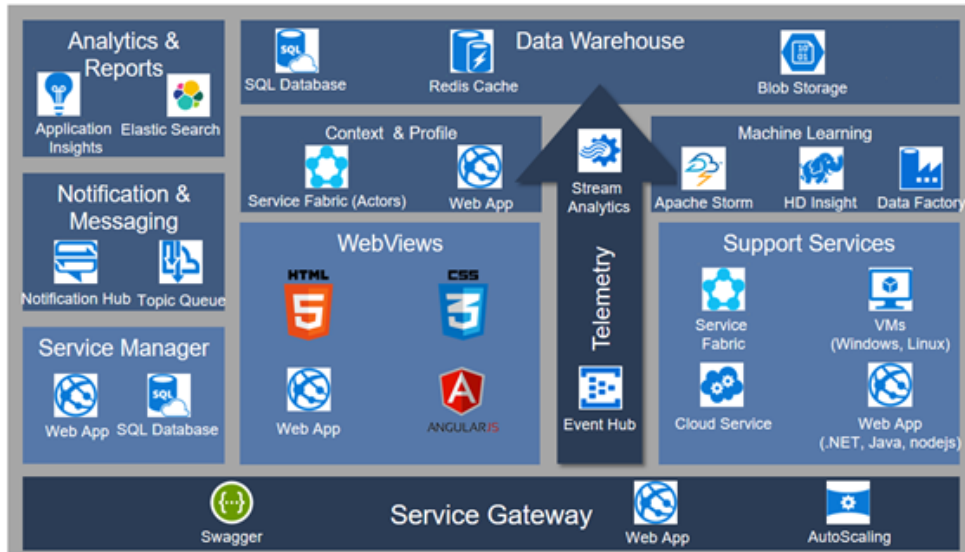 Analytics &
Reports
Application
Insights
Elastic Search
Data Warehouse
SQL
SQL Database
Redis Cache
10
01
Blob Storage
Context & Profile
Service Fabric (Actors)
Web App
Stream
Analytics
Telemetry
Event Hub
Machine Learning
Apache Storm
HD Insight
Data Factory
Notification &
Messaging
Notification Hub
Topic Queue
WebViews
HTML
5
CSS
3
Web App
A
ANGULARJS
Support Services
Service
Fabric
VMs
(Windows, Linux)
Cloud Service
Web App
(.NET, Java, nodejs)
Service Manager
Web App
SQL
SQL Database
Service Gateway
{...}
Swagger
Web App
AutoScaling